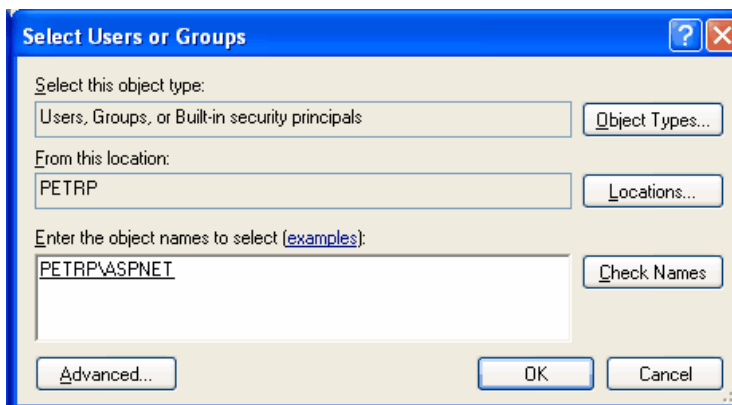 Select Users or Groups
Select this object type:
Users, Groups, or Built-in security principals
Object Types...
From this location:
PETRP
Locations...
Enter the object names to select (examples):
PETRP\ASPNET
Check Names
Advanced...
OK
Cancel